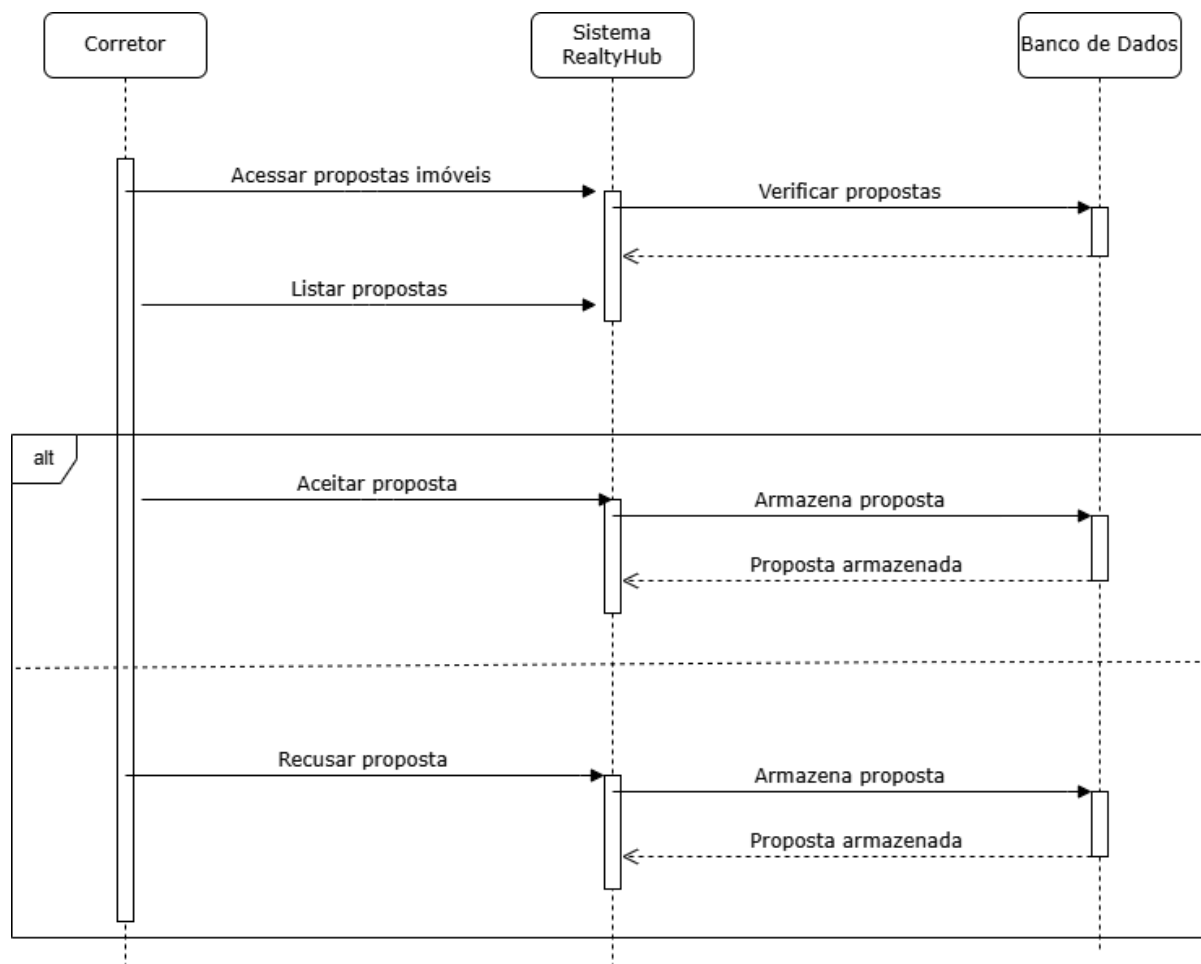 Corretor
Sistema
RealtyHub
Banco de Dados
Acessar propostas imóveis
Verificar propostas
Listar propostas
alt
Aceitar proposta
Armazena proposta
Proposta armazenada
Recusar proposta
Armazena proposta
Proposta armazenada